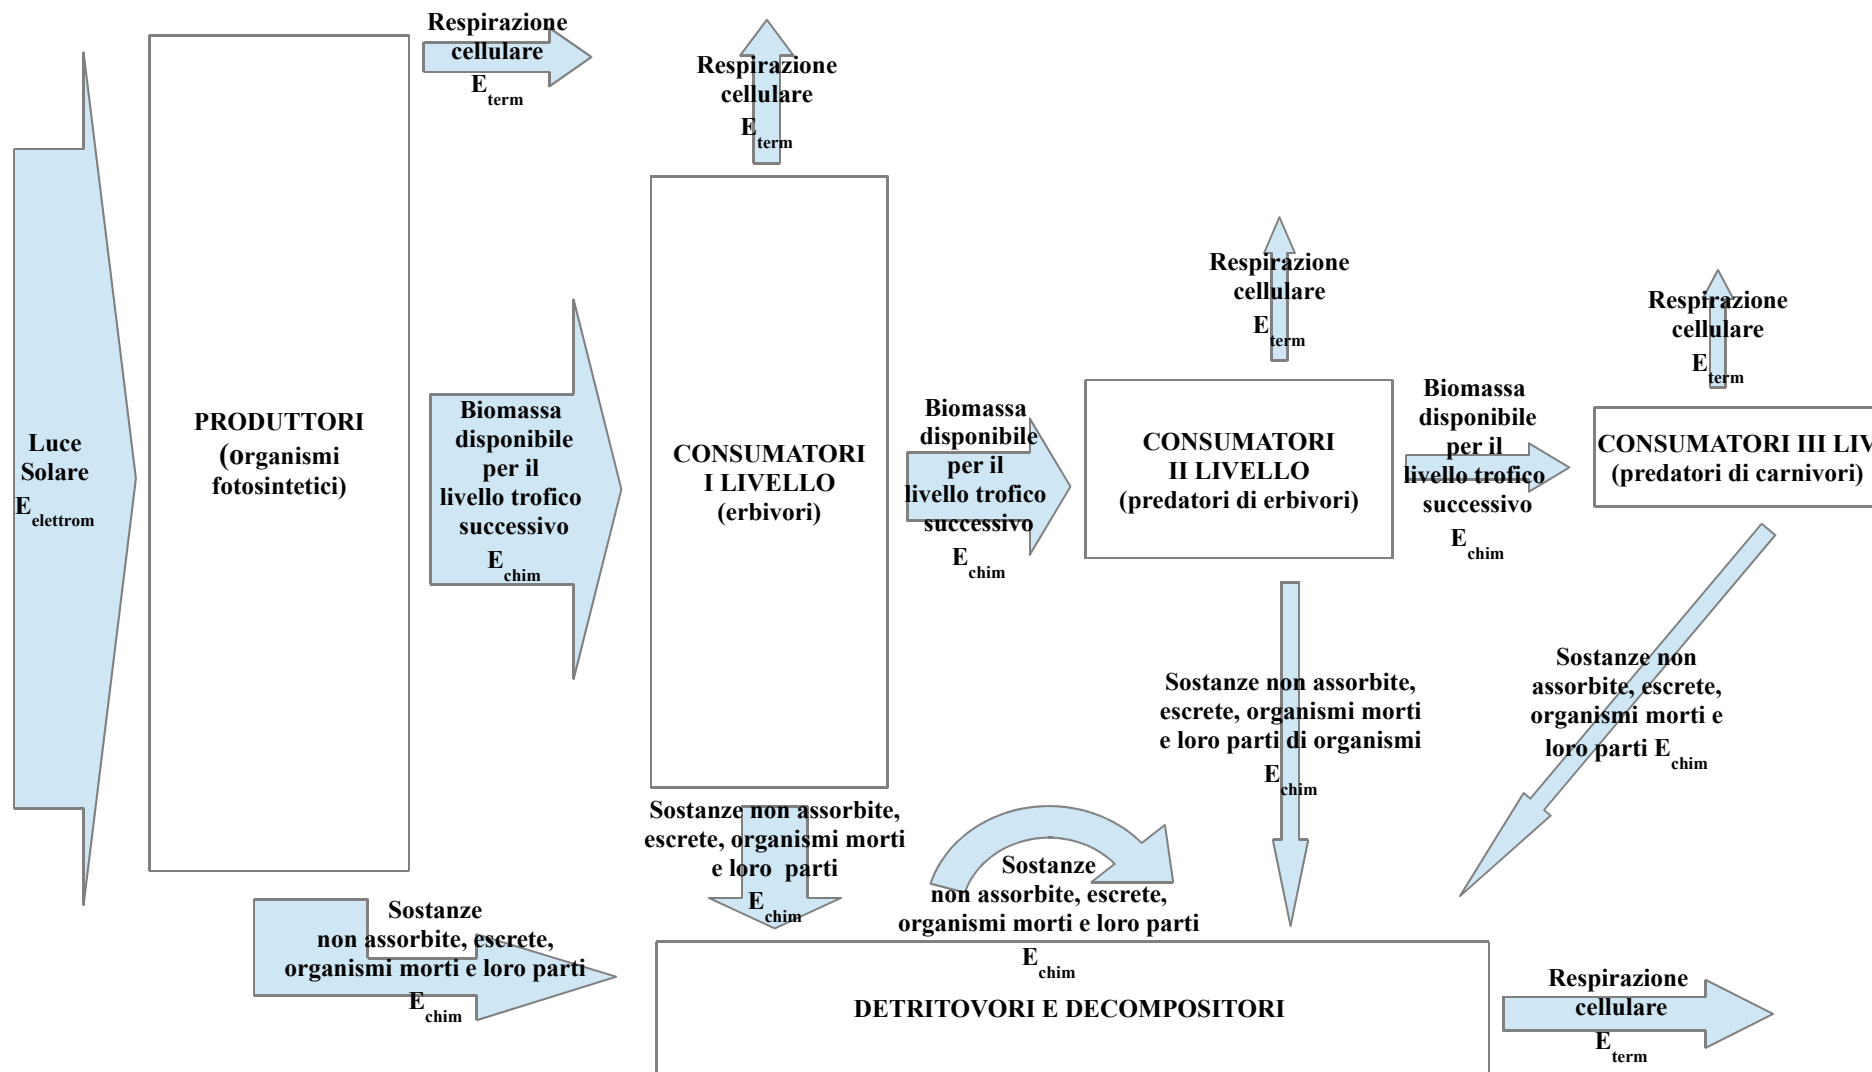 Respirazione
cellulare
E term
Respirazione
cellulare
E term
Respirazione
cellulare
E term
Respirazione
cellulare
E term
Luce
Solare
E elettrom
PRODUTTORI
(organismi
fotosintetici)
Biomassa
disponibile
per il
livello trofico
successivo
E chim
CONSUMATORI
I LIVELLO
(erbivori)
Biomassa
disponibile
per il
livello trofico
successivo
E chim
CONSUMATORI
II LIVELLO
(predatori di erbivori)
Biomassa
disponibile
per il
livello trofico
successivo
E chim
CONSUMATORI III LIV
(predatori di carnivori)
Sostanze non assorbite,
escrete, organismi morti
e loro parti di organismi
E chim
Sostanze non
assorbite, escrete,
organismi morti e
loro parti E chim
Sostanze non assorbite,
escrete, organismi morti
e loro parti
E chim
Sostanze
non assorbite, escrete,
organismi morti e loro parti
E chim
Sostanze
non assorbite, escrete,
organismi morti e loro parti
E chim
DETRITOVORI E DECOMPOSITORI
Respirazione
cellulare
E term